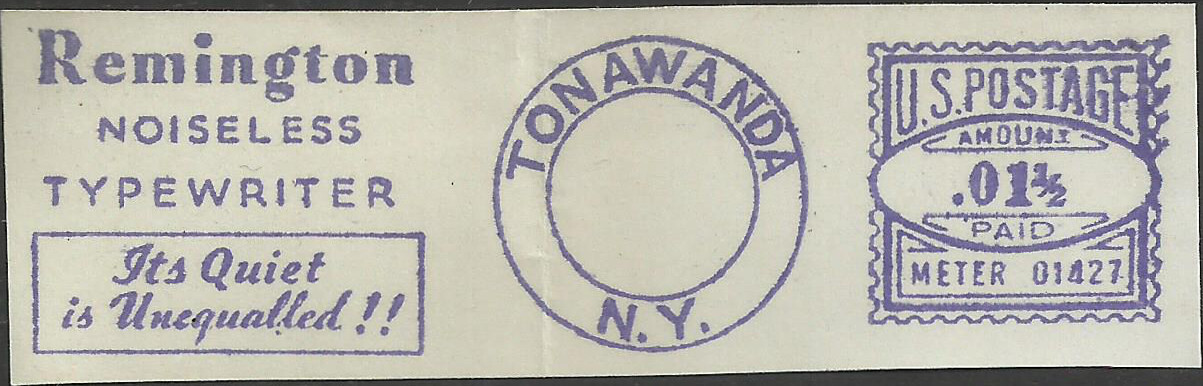 Remington
NOISELESS
TYPEWRITER
Its Quiet
is Unequalled!!
TONAWANDA
N.Y.
U.S. POSTAGE
AMOUNT
.01½
PAID
METER 01427